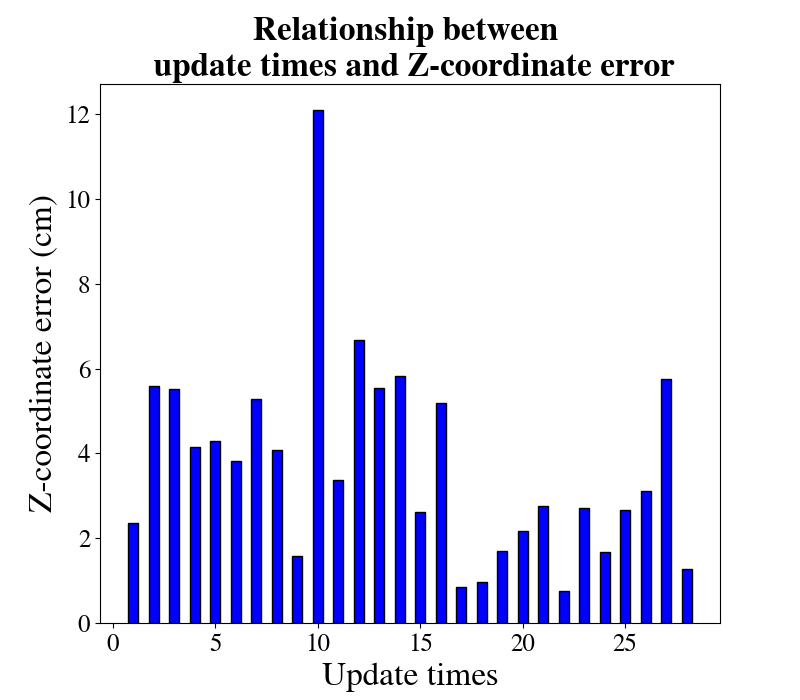 Relationship between
update times and Z-coordinate error
Z-coordinate error (cm)
12
10
8
6
4
2
0
0 5 10 15 20 25
Update times